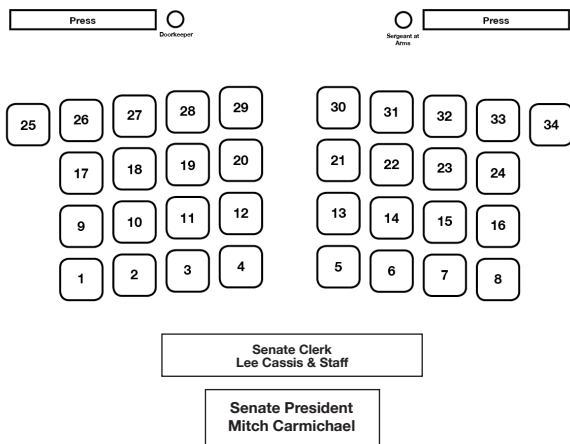 Press Press
Doorkeeper Sergeant at
Arms
25 26 27 28 29 30 31 32 33 34
17 18 19 20 21 22 23 24
9 10 11 12 13 14 15 16
1 2 3 4 5 6 7 8
Senate Clerk
Lee Cassis & Staff
Senate President
Mitch Carmichael